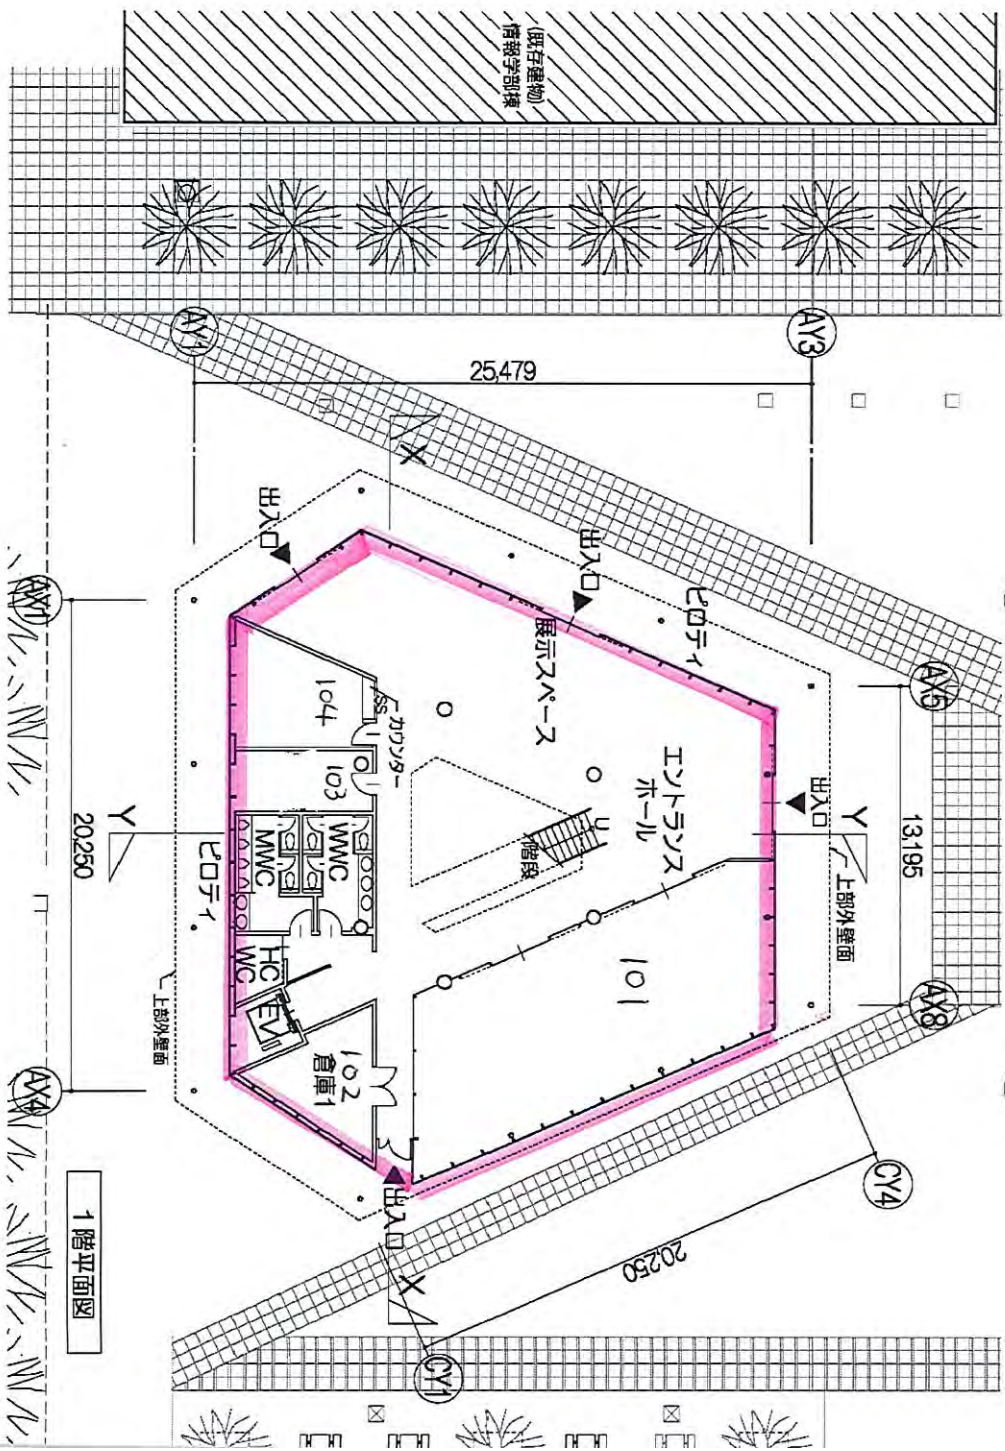 (既存建物)
情報学部棟
AY1
AY3
25,479
X
出入口
出入口
ピロティ
展示スペース
エントランス
ホール
AX1
AX5
出入口
104
SS
カウンター
103
U
階段
Y
Y
13,195
20,250
MWC
WWC
ピロティ
上部外壁面
101
HC
WC
EV
102
倉庫1
上部外壁面
AX8
AX4
出入口
X
CY4
20,250
CY1
1階平面図